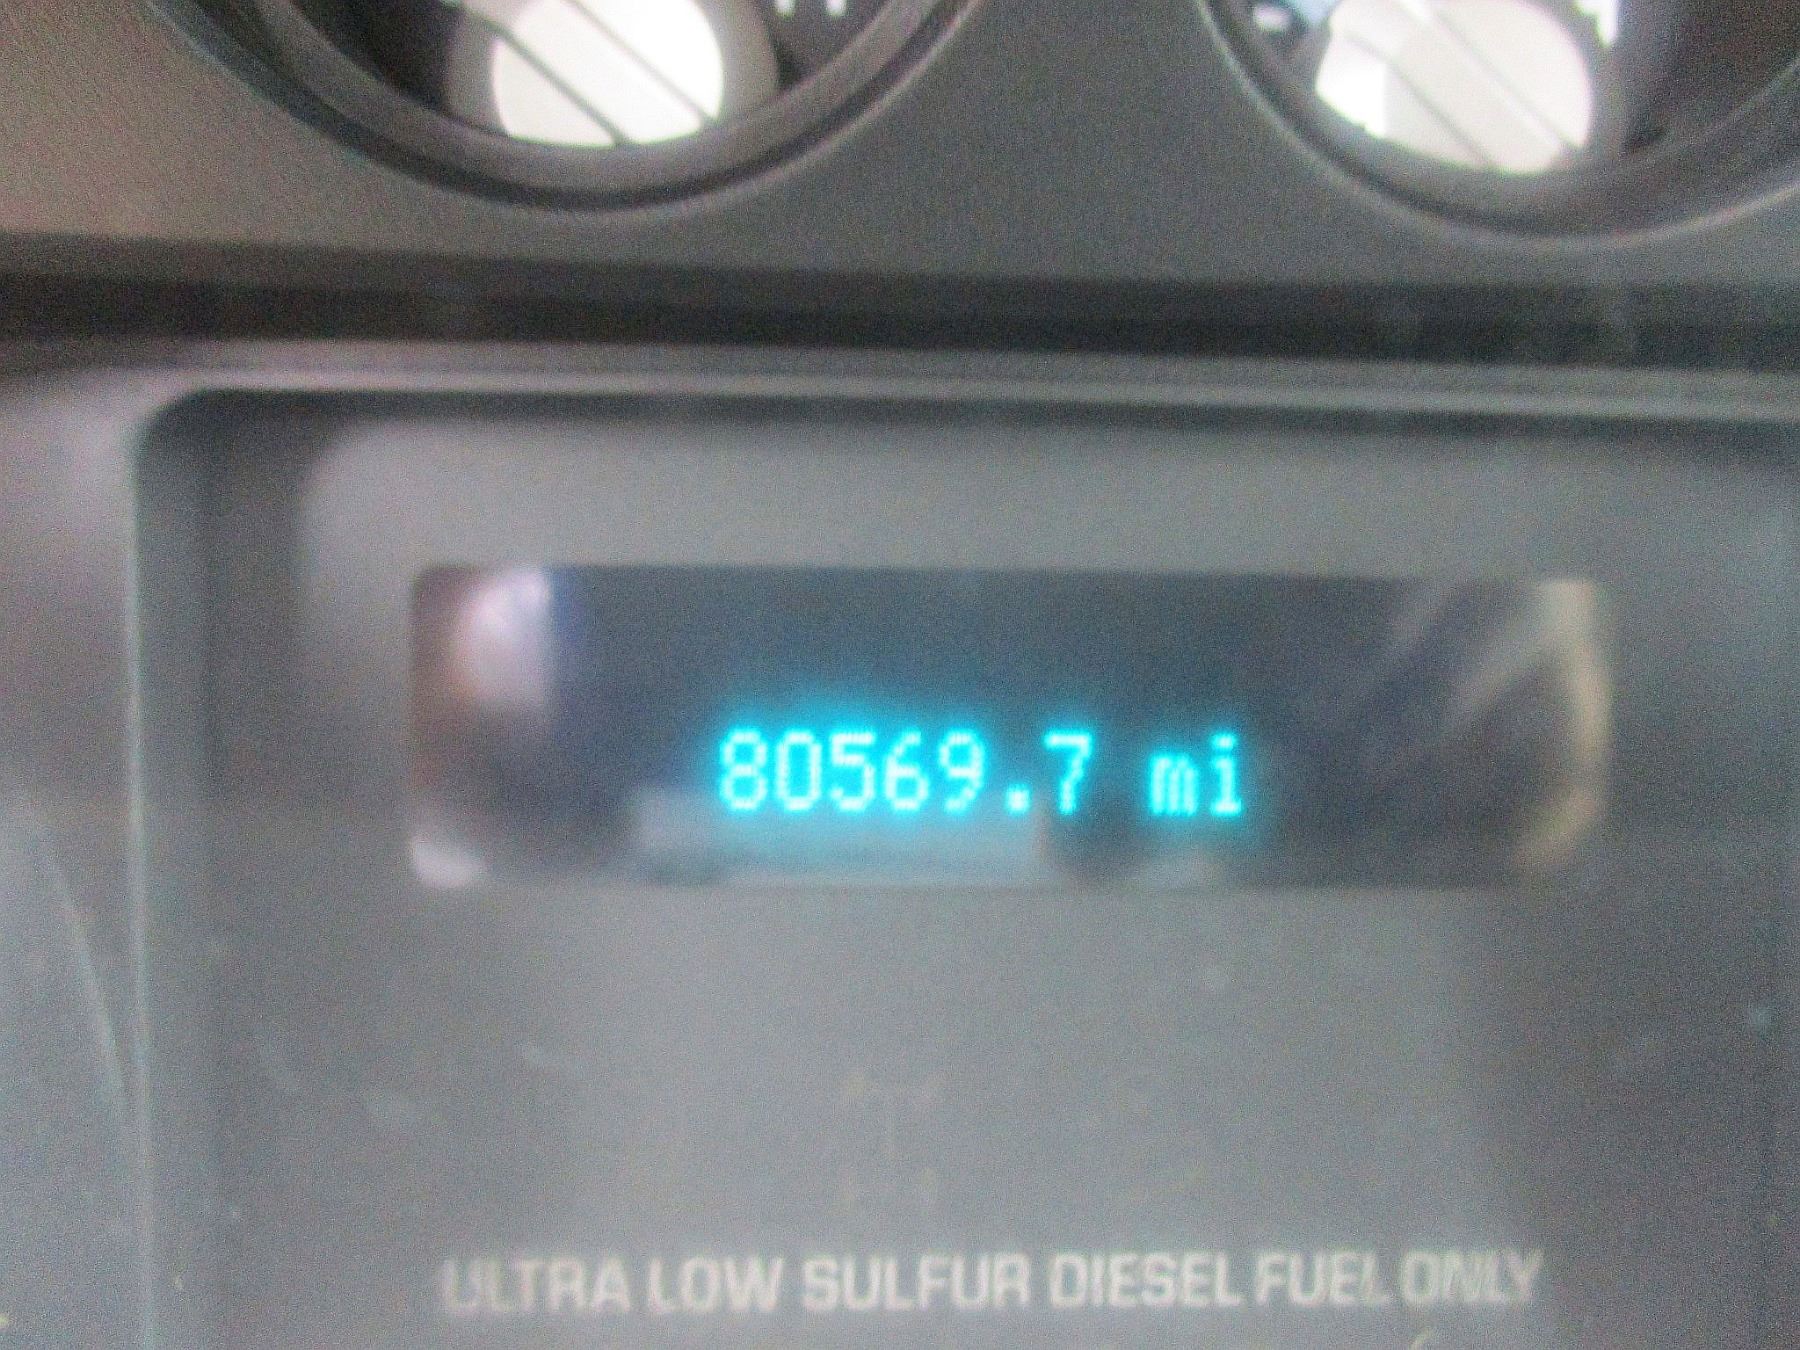 80569.7 mi
ULTRA LOW SULFUR DIESEL FUEL ONLY